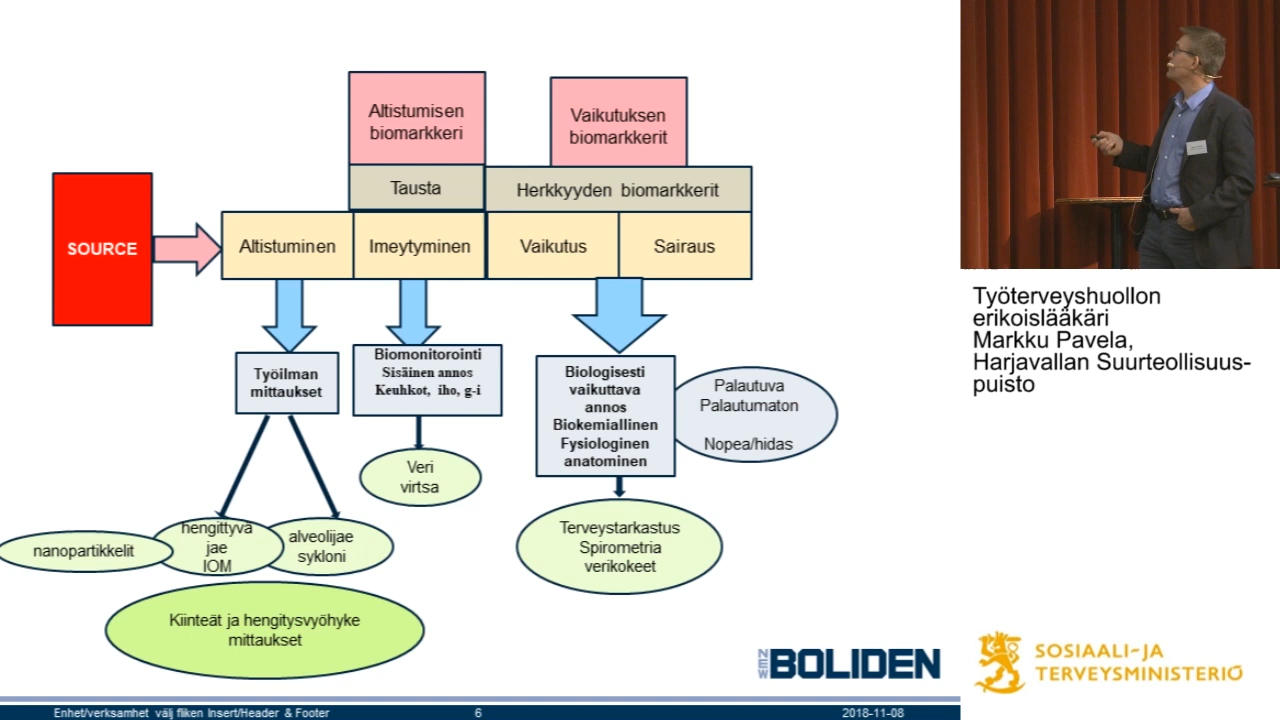 Altistumisen
biomarkkeri
Vaikutuksen
biomarkkerit
Tausta
Herkkyyden biomarkkerit
SOURCE
Altistuminen
Imeytyminen
Vaikutus
Sairaus
Työilman
mittaukset
Biomonitorointi
Sisäinen annos
Keuhkot, iho, g-i
Biologisesti
vaikuttava
annos
Biokemiallinen
Fysiologinen
anatominen
Palautuva
Palautumaton
Nopea/hidas
Veri
virtsa
nanopartikkelit
hengittyvä
jae
IOM
alveolijae
sykloni
Terveystarkastus
Spirometria
verikokeet
Kiinteät ja hengitysvyöhyke
mittaukset
NEW
BOLIDEN
Enhet/verksamhet välj fliken Insert/Header & Footer
6
2018-11-08
Työterveyshuollon
erikoislääkäri
Markku Pavela,
Harjavallan Suurteollisuus-
puisto
SOSIAALI- JA
TERVEYSMINISTERIÖ